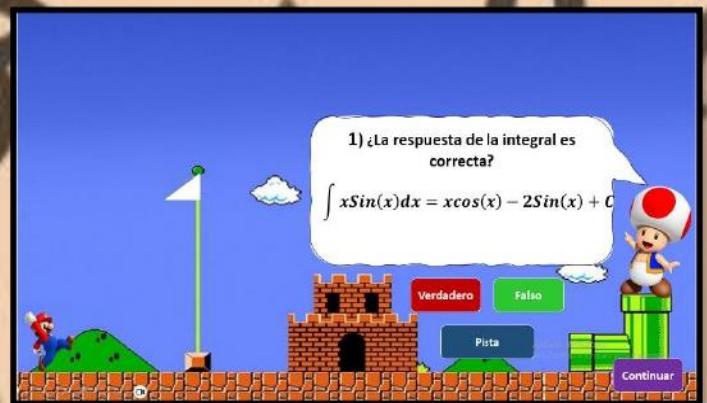 1) ¿La respuesta de la integral es
correcta?
∫ xSin(x)dx = xcos(x) − 2Sin(x) + C
Verdadero
Falso
Pista
Continuar